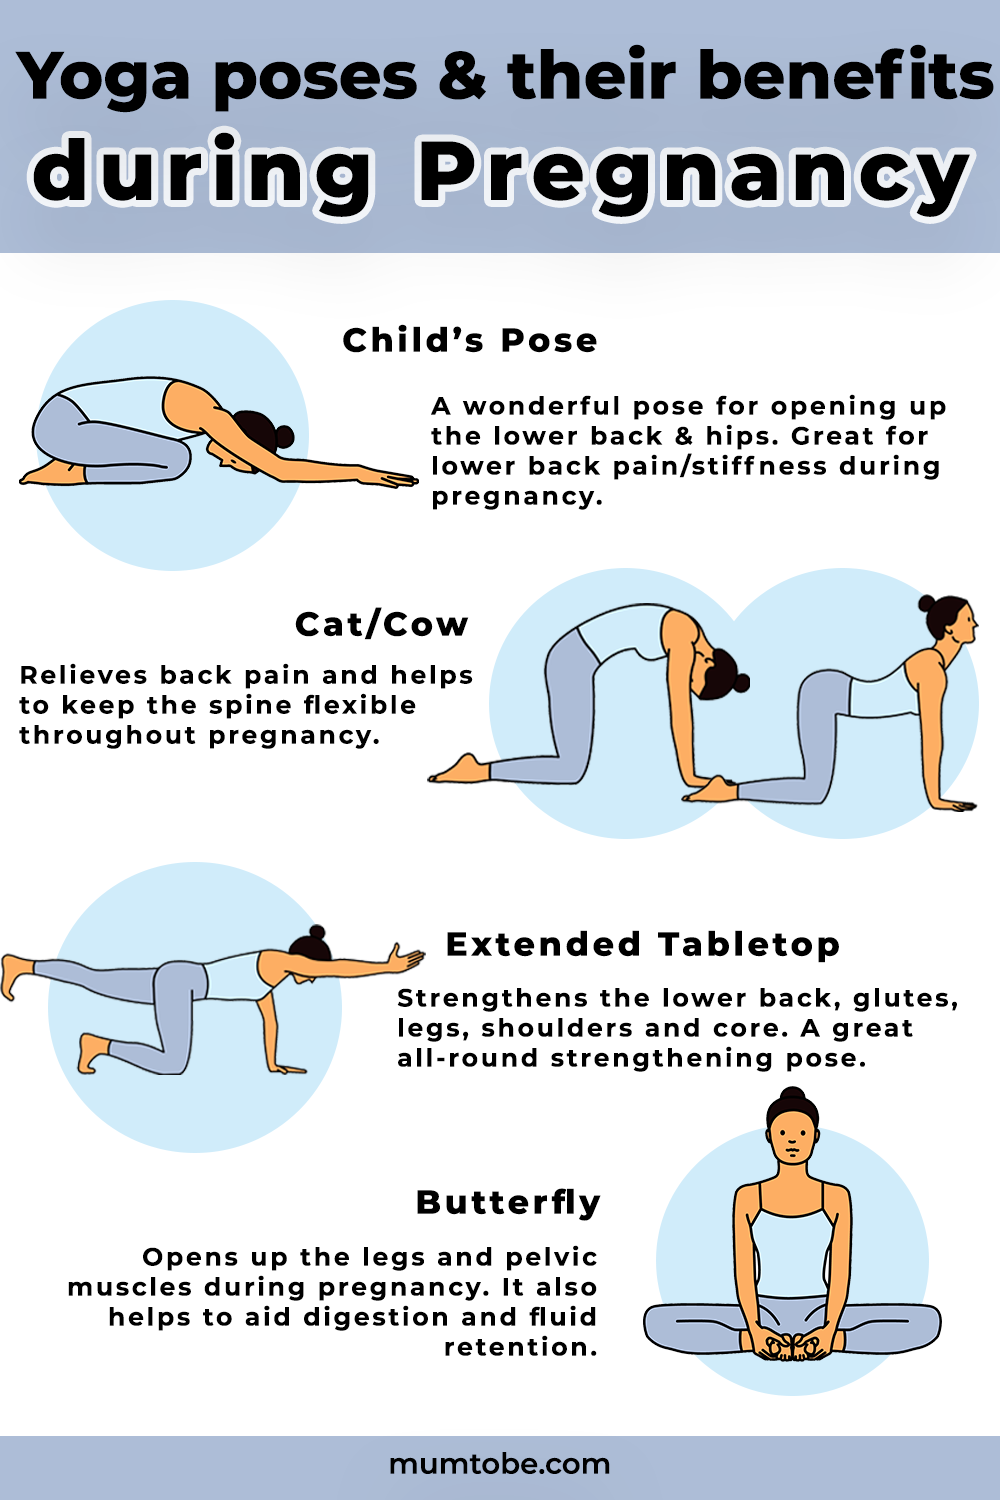 Yoga poses & their benefits
during Pregnancy
Child’s Pose
A wonderful pose for opening up
the lower back & hips. Great for
lower back pain/stiffness during
pregnancy.
Cat/Cow
Relieves back pain and helps
to keep the spine flexible
throughout pregnancy.
Extended Tabletop
Strengthens the lower back, glutes,
legs, shoulders and core. A great
all-round strengthening pose.
Butterfly
Opens up the legs and pelvic
muscles during pregnancy. It also
helps to aid digestion and fluid
retention.
mumtobe.com